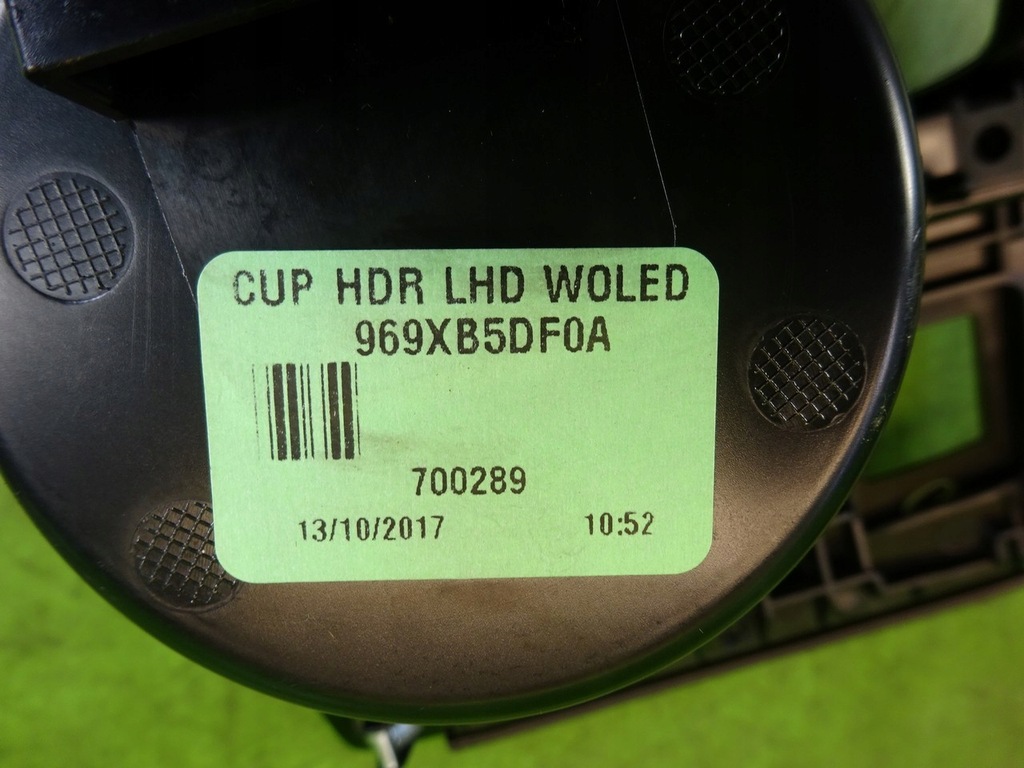 CUP HDR LHD WOLED
969XB5DF0A
700289
13/10/2017 10:52